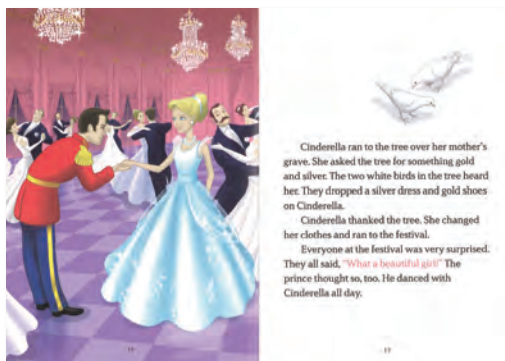 Cinderella ran to the tree over her mother's
grave. She asked the tree for something gold
and silver. The two white birds in the tree heard
her. They dropped a silver dress and gold shoes
on Cinderella.
Cinderella thanked the tree. She changed
her clothes and ran to the festival.
Everyone at the festival was very surprised.
They all said, "What a beautiful girl!" The
prince thought so, too. He danced with
Cinderella all day.